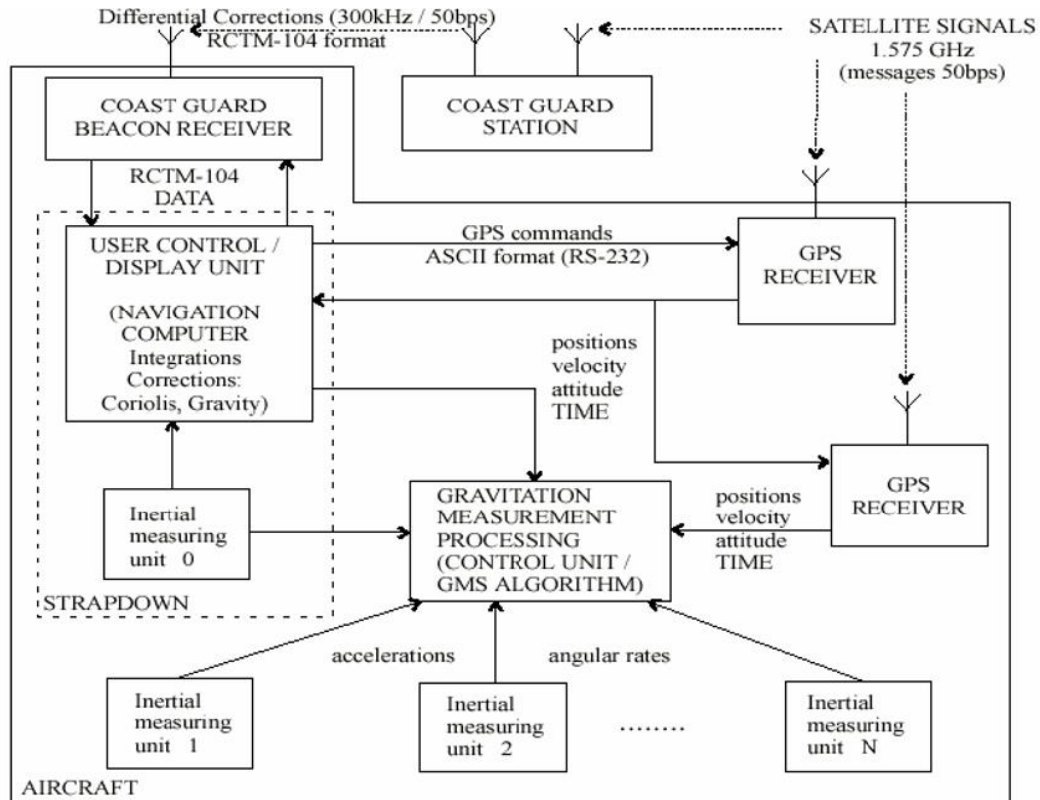 Differential Corrections (300kHz / 50bps)
RCTM-104 format
SATELLITE SIGNALS
1.575 GHz
(messages 50bps)
COAST GUARD
BEACON RECEIVER
COAST GUARD
STATION
RCTM-104
DATA
USER CONTROL /
DISPLAY UNIT
(NAVIGATION
COMPUTER
Integrations
Corrections:
Coriolis, Gravity)
GPS commands
ASCII format (RS-232)
GPS
RECEIVER
positions
velocity
attitude
TIME
GPS
RECEIVER
positions
velocity
attitude
TIME
GRAVITATION
MEASUREMENT
PROCESSING
(CONTROL UNIT /
GMS ALGORITHM)
Inertial
measuring
unit 0
STRAPDOWN
accelerations
angular rates
Inertial
measuring
unit 1
Inertial
measuring
unit 2
........
Inertial
measuring
unit N
AIRCRAFT